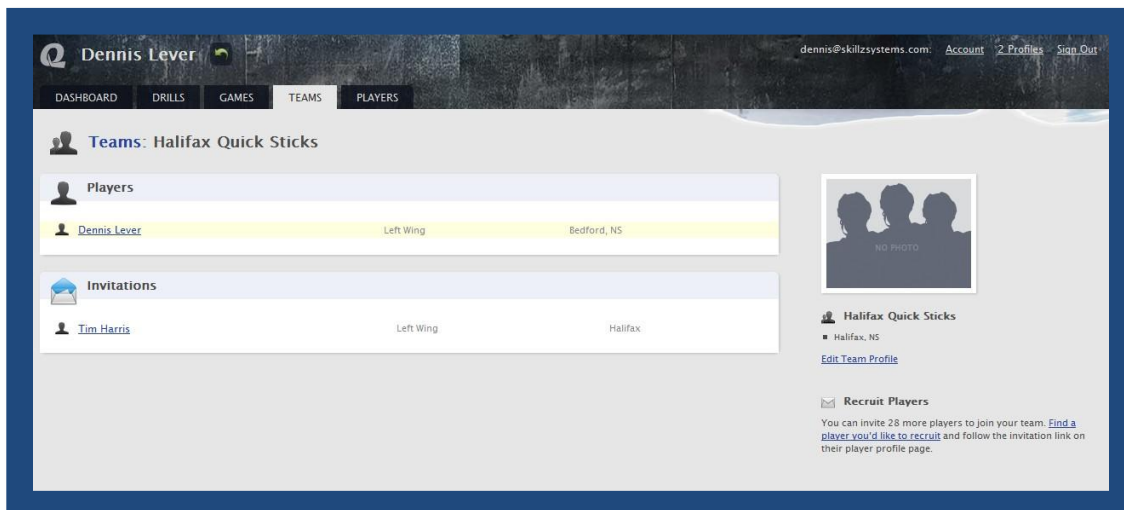 Dennis Lever
dennis@skillzsystems.com: Account 2 Profiles Sign Out
DASHBOARD DRILLS GAMES TEAMS PLAYERS
Teams: Halifax Quick Sticks
Players
Dennis Lever Left Wing Bedford, NS
Invitations
Tim Harris Left Wing Halifax
NO PHOTO
Halifax Quick Sticks
Halifax, NS
Edit Team Profile
Recruit Players
You can invite 28 more players to join your team. Find a
player you'd like to recruit and follow the invitation link on
their player profile page.